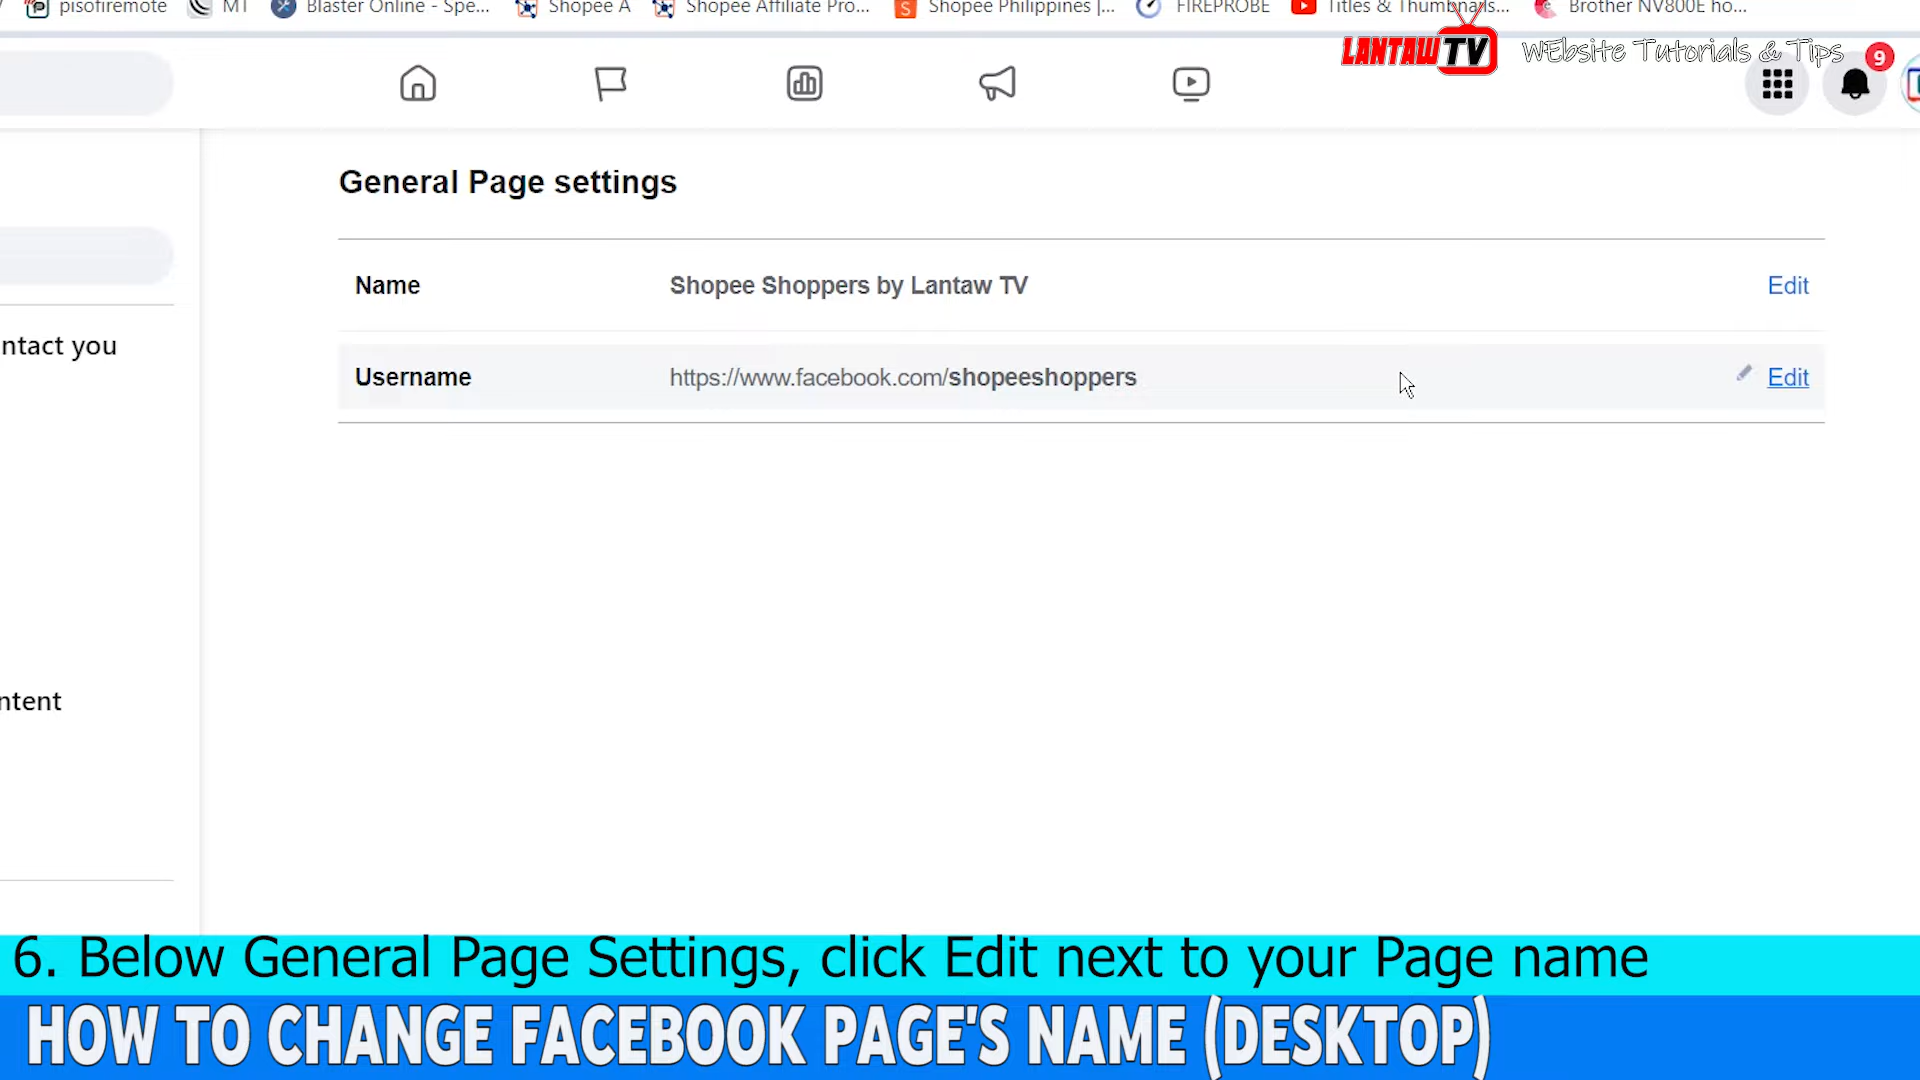 pisofiremote MT Blaster Online - Spe... Shopee A Shopee Affiliate Pro... Shopee Philippines |... FIREPROBE Titles & Thumbnails... Brother NV800E ho...
LANTAW TV WEbsite Tutorials & Tips
9
General Page settings
Name Shopee Shoppers by Lantaw TV Edit
ntact you
Username https://www.facebook.com/shopeeshoppers Edit
ntent
6. Below General Page Settings, click Edit next to your Page name
HOW TO CHANGE FACEBOOK PAGE'S NAME (DESKTOP)